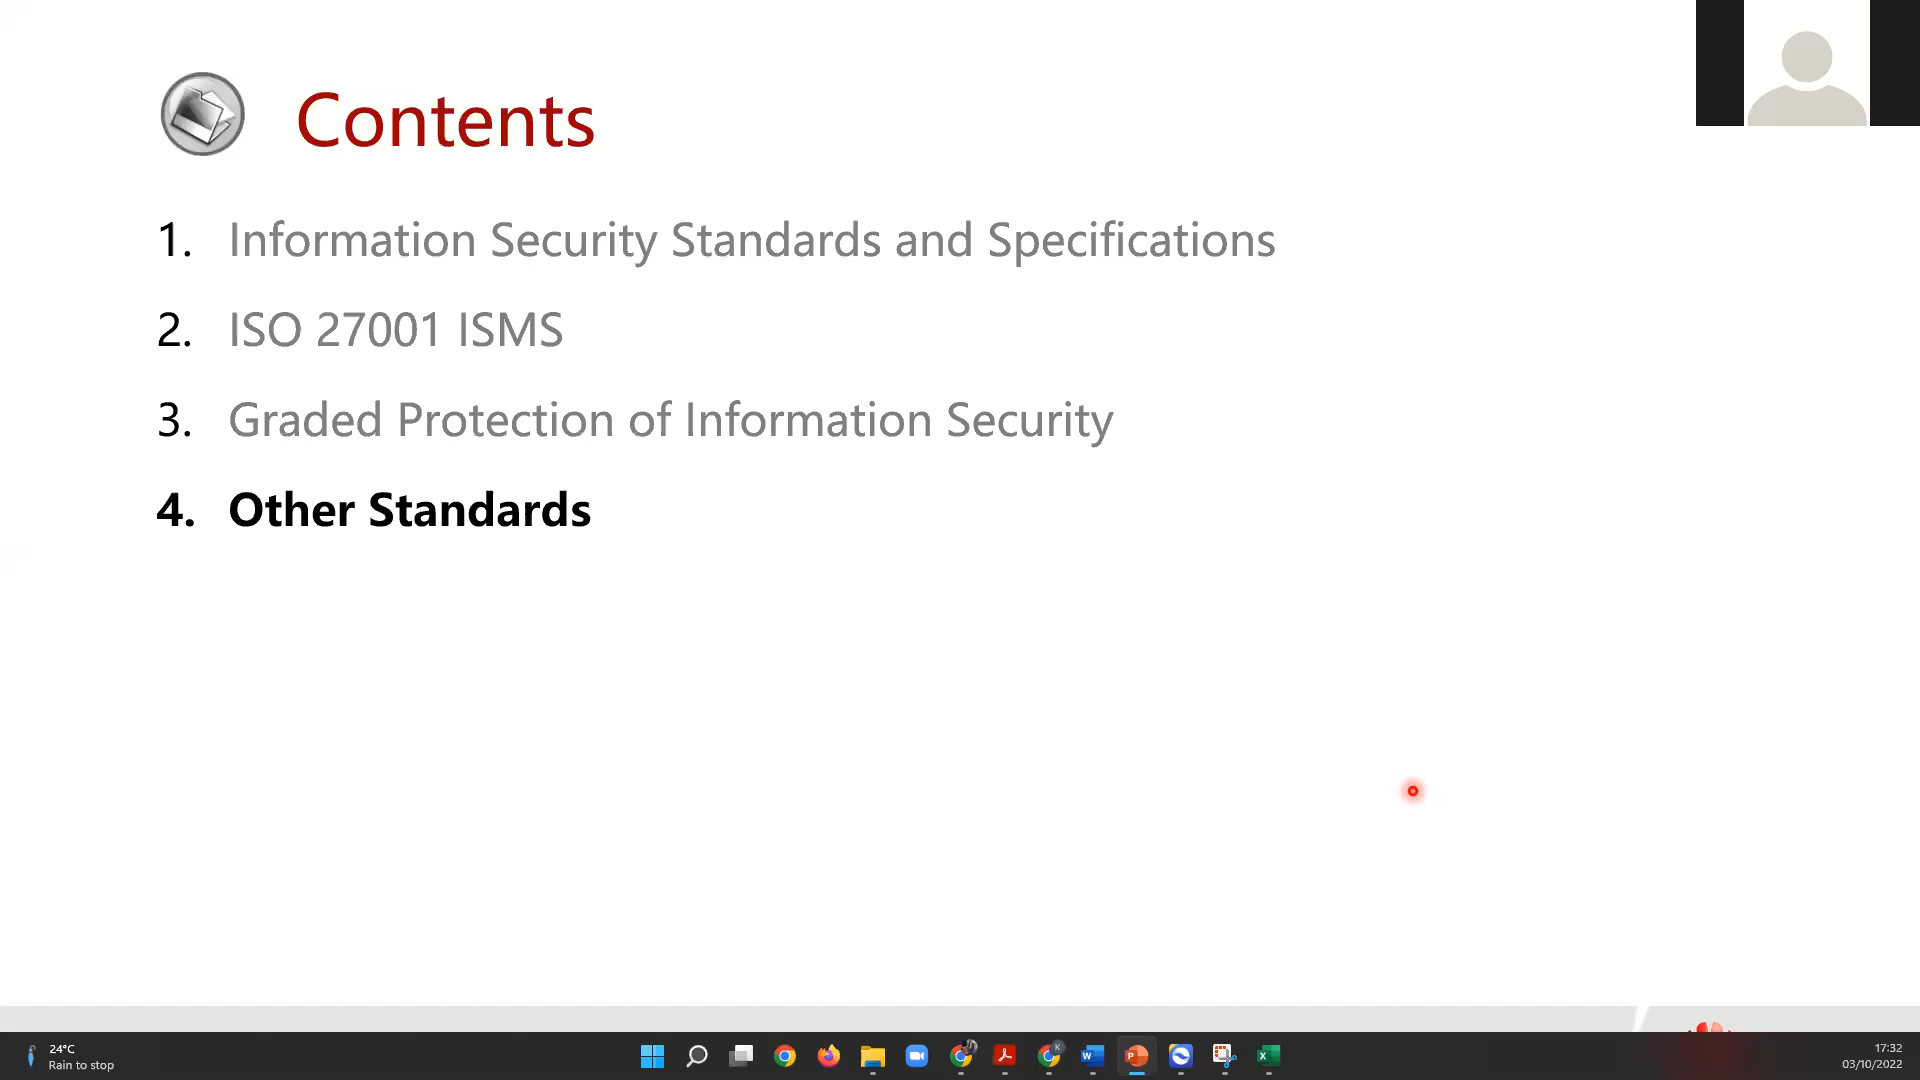 Contents
1. Information Security Standards and Specifications
2. ISO 27001 ISMS
3. Graded Protection of Information Security
4. Other Standards
24°C
Rain to stop
17:32
03/10/2022